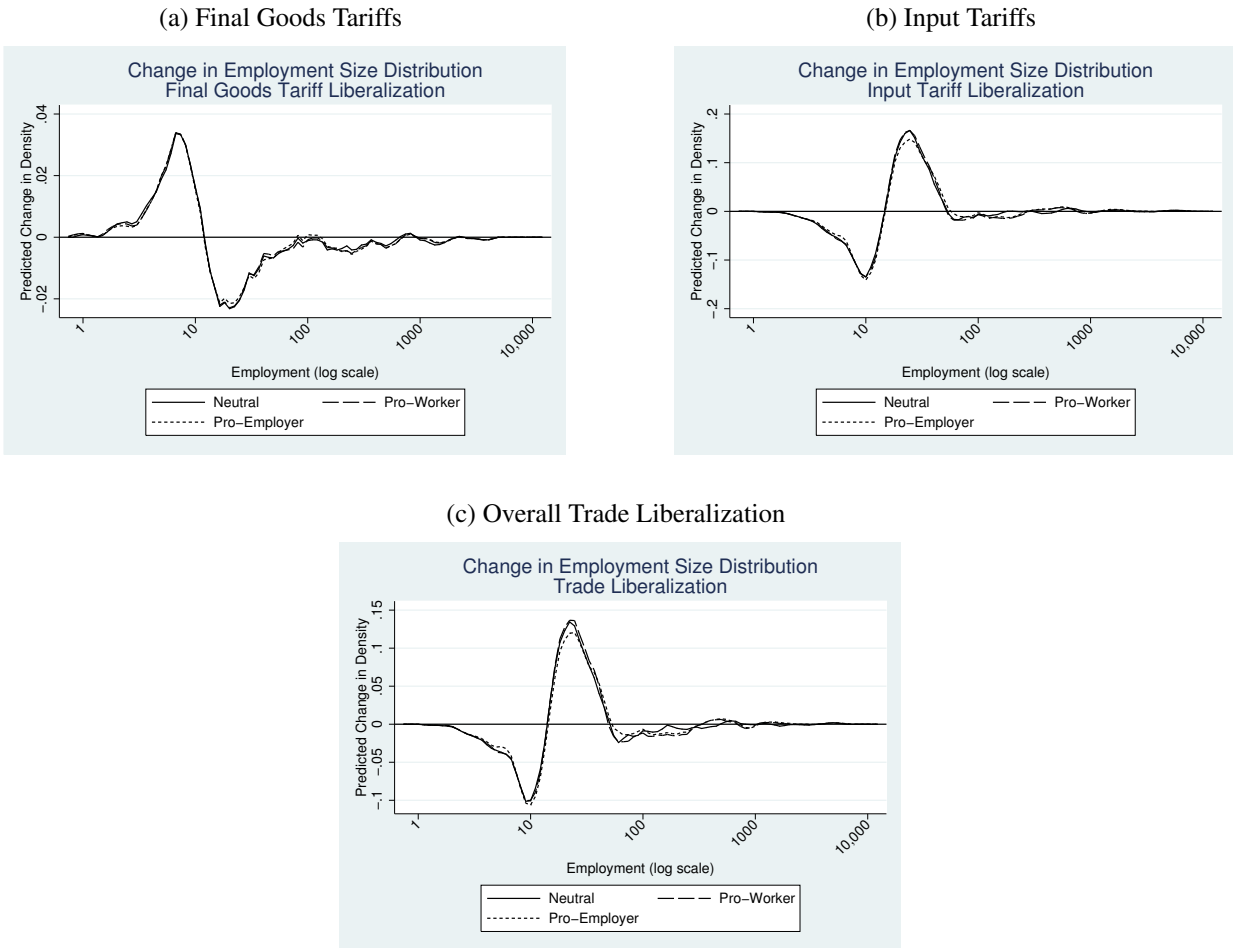 (a) Final Goods Tariffs
Change in Employment Size Distribution
Final Goods Tariff Liberalization
Predicted Change in Density
.04
.02
0
-.02
1
10
100
1000
10,000
Employment (log scale)
Neutral
Pro-Worker
Pro-Employer
(b) Input Tariffs
Change in Employment Size Distribution
Input Tariff Liberalization
Predicted Change in Density
.2
.1
0
-.1
-.2
1
10
100
1000
10,000
Employment (log scale)
Neutral
Pro-Worker
Pro-Employer
(c) Overall Trade Liberalization
Change in Employment Size Distribution
Trade Liberalization
Predicted Change in Density
.15
.1
.05
0
-.05
-.1
1
10
100
1000
10,000
Employment (log scale)
Neutral
Pro-Worker
Pro-Employer